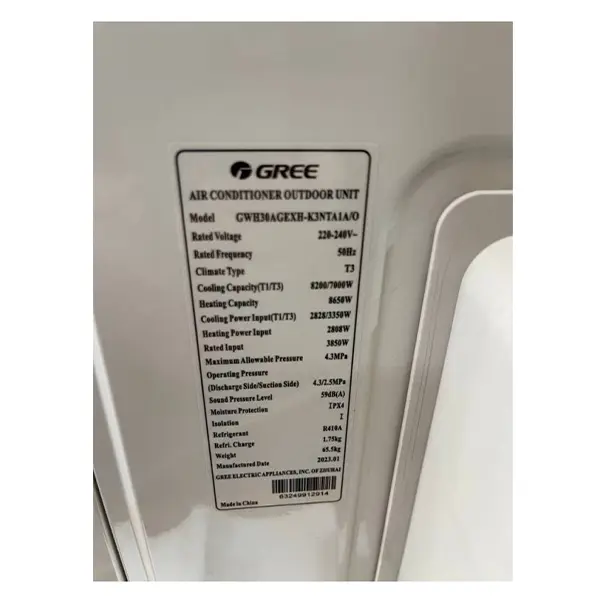 GREE
AIR CONDITIONER OUTDOOR UNIT
Model GWH30AGEXH-K3NTA1A/O
Rated Voltage 220-240V~
Rated Frequency 50Hz
Climate Type T3
Cooling Capacity(T1/T3) 8200/7000W
Heating Capacity 8650W
Cooling Power Input(T1/T3) 2828/3350W
Heating Power Input 2808W
Rated Input 3850W
Maximum Allowable Pressure 4.3MPa
Operating Pressure
(Discharge Side/Suction Side) 4.3/2.5MPa
Sound Pressure Level 59dB(A)
Moisture Protection IPX4
Isolation I
Refrigerant R410A
Refri. Charge 1.75kg
Weight 65.5kg
Manufactured Date 2023.01
GREE ELECTRIC APPLIANCES, INC. OF ZHUHAI
63249912914
Made in China